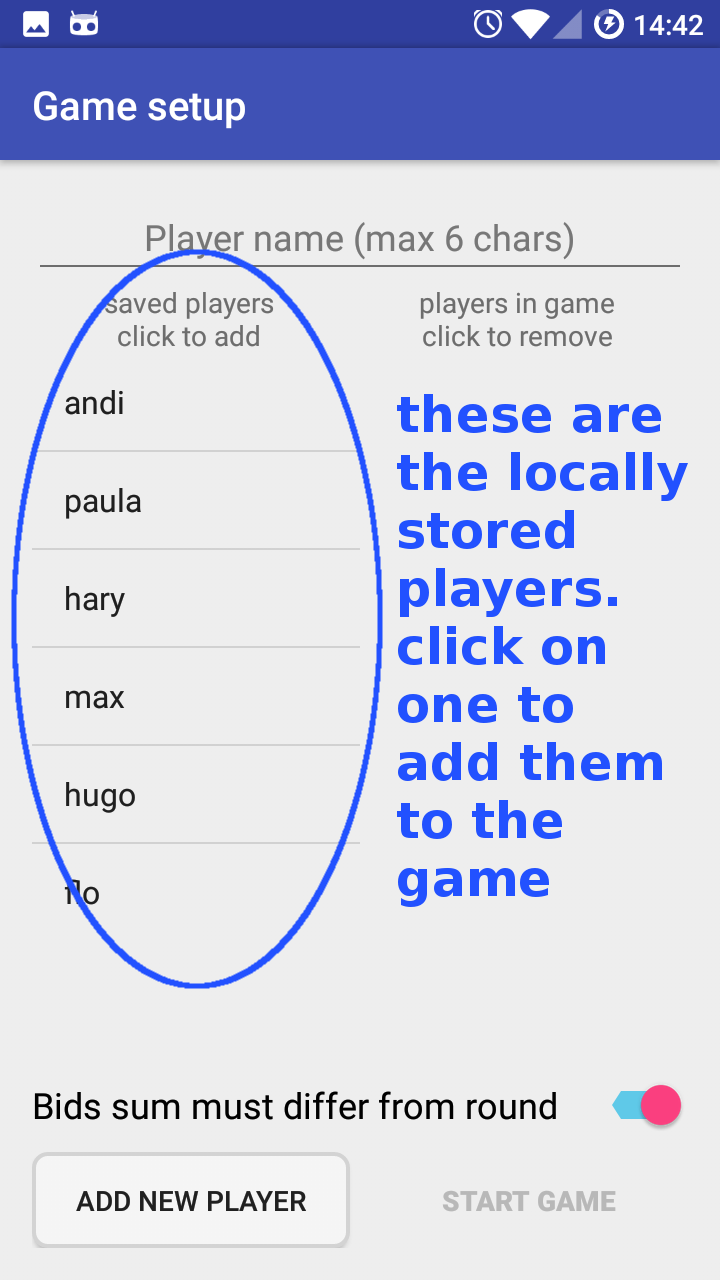 14:42
Game setup
Player name (max 6 chars)
saved players
click to add
players in game
click to remove
andi
paula
hary
max
hugo
flo
these are
the locally
stored
players.
click on
one to
add them
to the
game
Bids sum must differ from round
ADD NEW PLAYER
START GAME